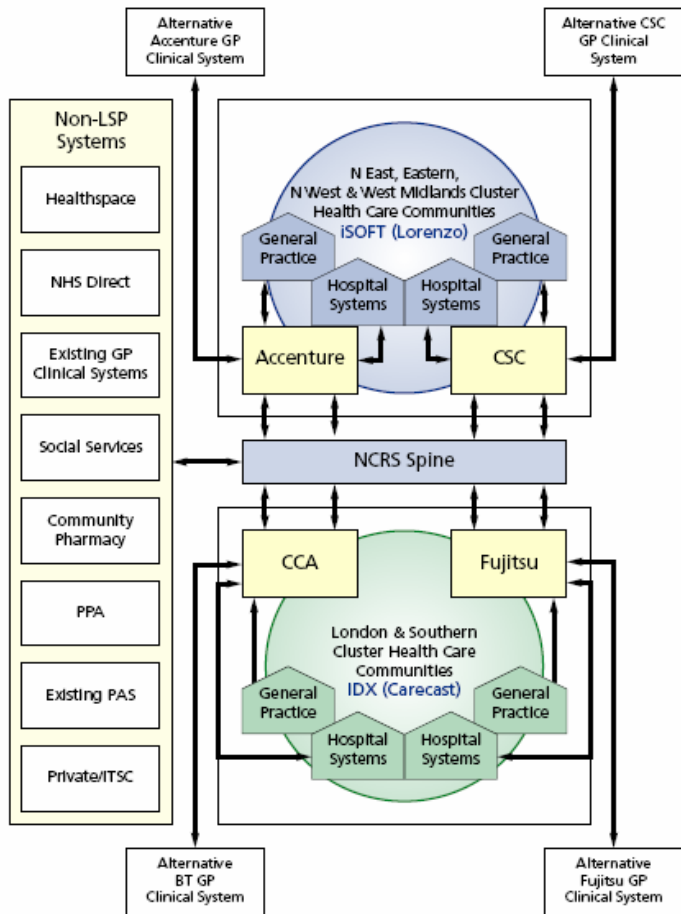 Alternative
Accenture GP
Clinical System
Alternative CSC
GP Clinical
System
Non-LSP
Systems
Healthspace
NHS Direct
Existing GP
Clinical Systems
Social Services
Community
Pharmacy
PPA
Existing PAS
Private/ITSC
N East, Eastern,
N West & West Midlands Cluster
Health Care Communities
iSOFT (Lorenzo)
General
Practice
General
Practice
Hospital
Systems
Hospital
Systems
Accenture
CSC
NCRS Spine
CCA
Fujitsu
London & Southern
Cluster Health Care
Communities
IDX (Carecast)
General
Practice
General
Practice
Hospital
Systems
Hospital
Systems
Alternative
BT GP
Clinical System
Alternative
Fujitsu GP
Clinical System